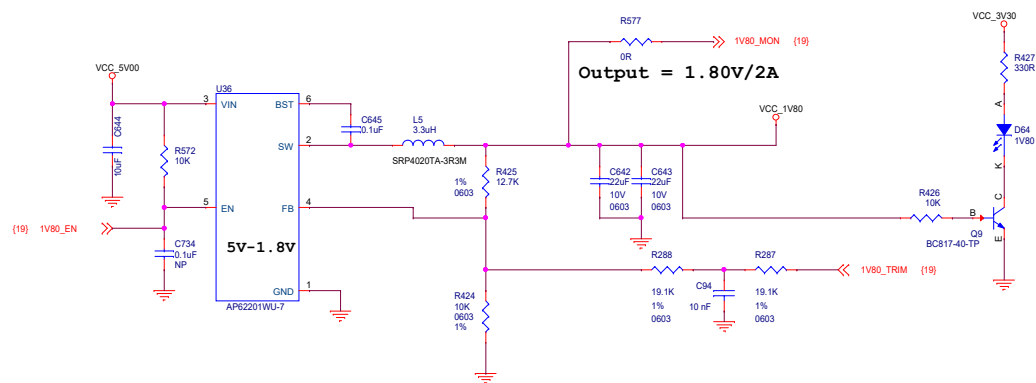 R577
0R
1V80_MON {19}
Output = 1.80V/2A
VCC_3V30
R427
330R
A
D64
1V80
K
VCC_5V00
U36
3 VIN
BST 6
C645
0.1uF
L5
3.3uH
SRP4020TA-3R3M
SW 2
VCC_1V80
C644
10uF
R572
10K
R425
12.7K
1%
0603
C642
22uF
10V
0603
C643
22uF
10V
0603
5 EN
FB 4
{19} 1V80_EN
C734
0.1uF
NP
5V-1.8V
GND 1
AP62201WU-7
R426
10K
B
C
E
Q9
BC817-40-TP
R288
19.1K
1%
0603
C94
10 nF
R287
19.1K
1%
0603
1V80_TRIM {19}
R424
10K
0603
1%